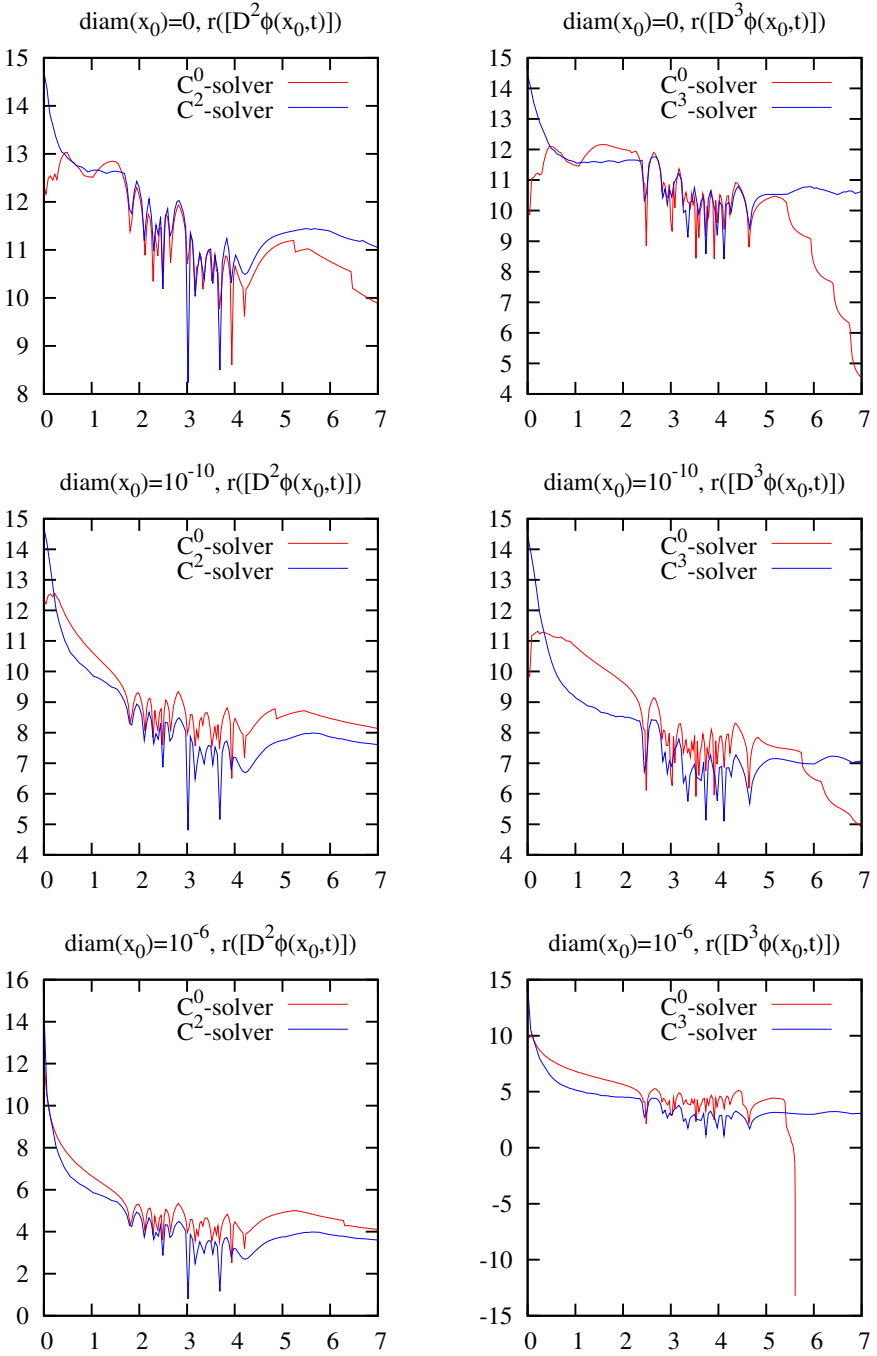 diam(x₀)=0, r([D²ϕ(x₀,t)])
15
14
13
12
11
10
9
8
0 1 2 3 4 5 6 7
C⁰-solver
C²-solver
diam(x₀)=0, r([D³ϕ(x₀,t)])
15
14
13
12
11
10
9
8
7
6
5
4
0 1 2 3 4 5 6 7
C⁰-solver
C³-solver
diam(x₀)=10⁻¹⁰, r([D²ϕ(x₀,t)])
15
14
13
12
11
10
9
8
7
6
5
4
0 1 2 3 4 5 6 7
C⁰-solver
C²-solver
diam(x₀)=10⁻¹⁰, r([D³ϕ(x₀,t)])
15
14
13
12
11
10
9
8
7
6
5
4
0 1 2 3 4 5 6 7
C⁰-solver
C³-solver
diam(x₀)=10⁻⁶, r([D²ϕ(x₀,t)])
16
14
12
10
8
6
4
2
0
0 1 2 3 4 5 6 7
C⁰-solver
C²-solver
diam(x₀)=10⁻⁶, r([D³ϕ(x₀,t)])
15
10
5
0
-5
-10
-15
0 1 2 3 4 5 6 7
C⁰-solver
C³-solver